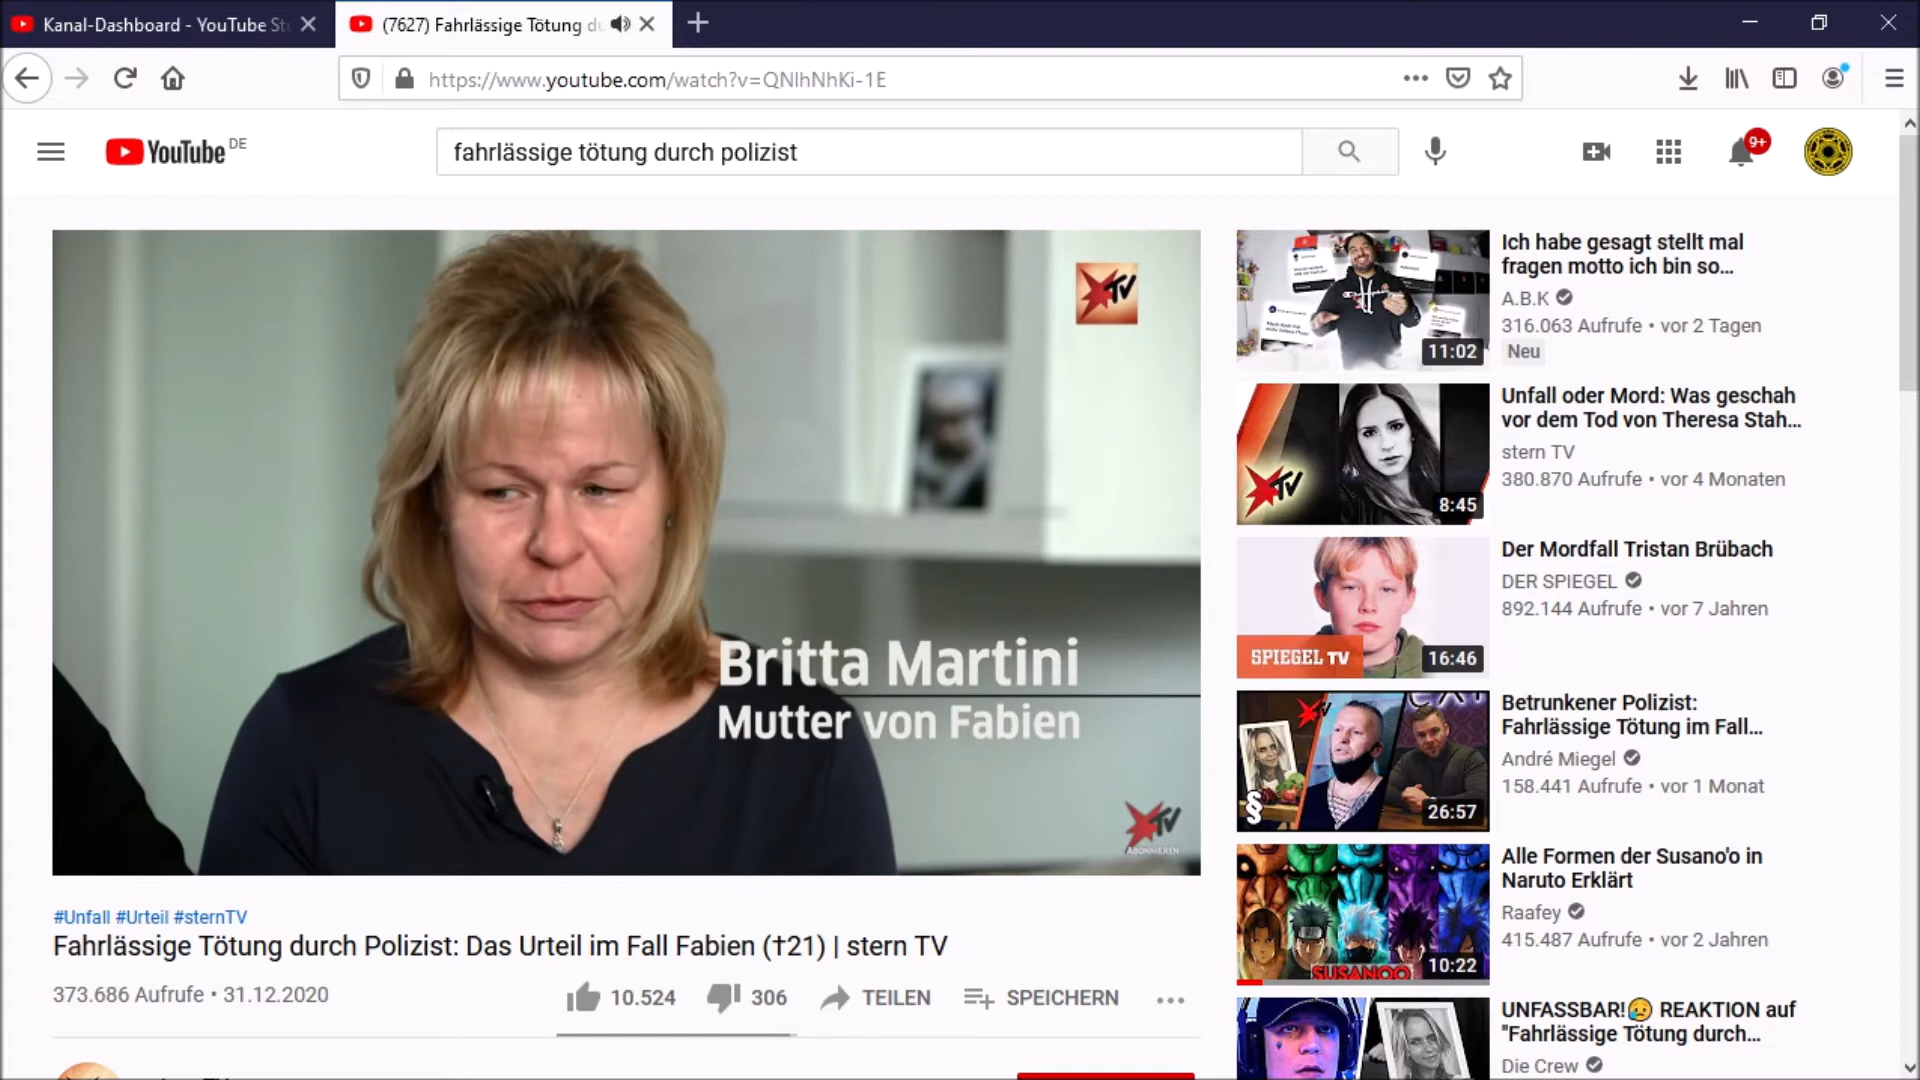 Kanal-Dashboard - YouTube St
(7627) Fahrlässige Tötung du
https://www.youtube.com/watch?v=QNlhNhKi-1E
YouTube DE
fahrlässige tötung durch polizist
9+
TV
Britta Martini
Mutter von Fabien
TV
ABONNIEREN
#Unfall #Urteil #sternTV
Fahrlässige Tötung durch Polizist: Das Urteil im Fall Fabien (†21) | stern TV
373.686 Aufrufe • 31.12.2020
10.524
306
TEILEN
SPEICHERN
11:02
Ich habe gesagt stellt mal
fragen motto ich bin so...
A.B.K
316.063 Aufrufe • vor 2 Tagen
Neu
TV
8:45
Unfall oder Mord: Was geschah
vor dem Tod von Theresa Stah...
stern TV
380.870 Aufrufe • vor 4 Monaten
SPIEGEL TV
16:46
Der Mordfall Tristan Brübach
DER SPIEGEL
892.144 Aufrufe • vor 7 Jahren
§
26:57
Betrunkener Polizist:
Fahrlässige Tötung im Fall...
André Miegel
158.441 Aufrufe • vor 1 Monat
SUSANOO
10:22
Alle Formen der Susano'o in
Naruto Erklärt
Raafey
415.487 Aufrufe • vor 2 Jahren
UNFASSBAR!😥 REAKTION auf
"Fahrlässige Tötung durch...
Die Crew